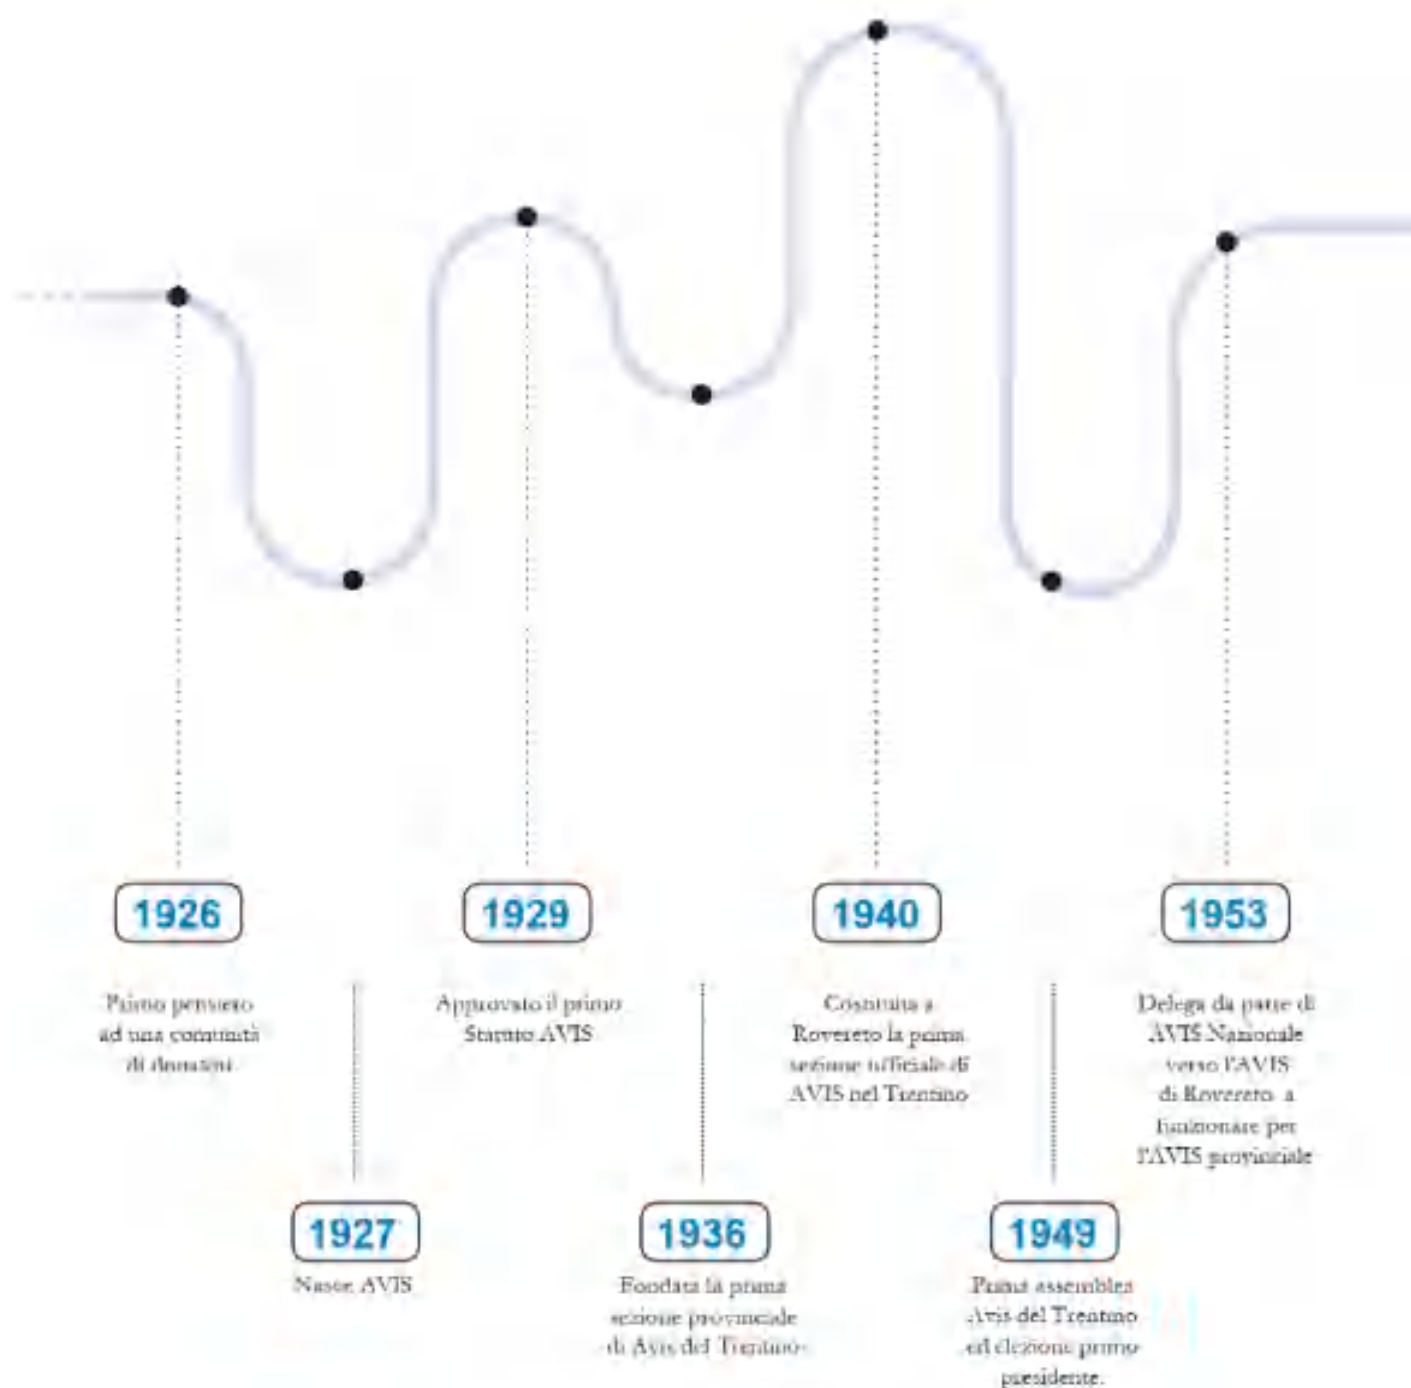 1926
Primo pensiero
ad una comunità
di donatori
1927
Nasce AVIS
1929
Approvato il primo
Statuto AVIS
1936
Fondata la prima
sezione provinciale
di Avis del Trentino
1940
Costituita a
Rovereto la prima
sezione ufficiale di
AVIS nel Trentino
1949
Prima assemblea
Avis del Trentino
ed elezione primo
presidente.
1953
Delega da parte di
AVIS Nazionale
verso l'AVIS
di Rovereto a
funzionare per
l'AVIS provinciale